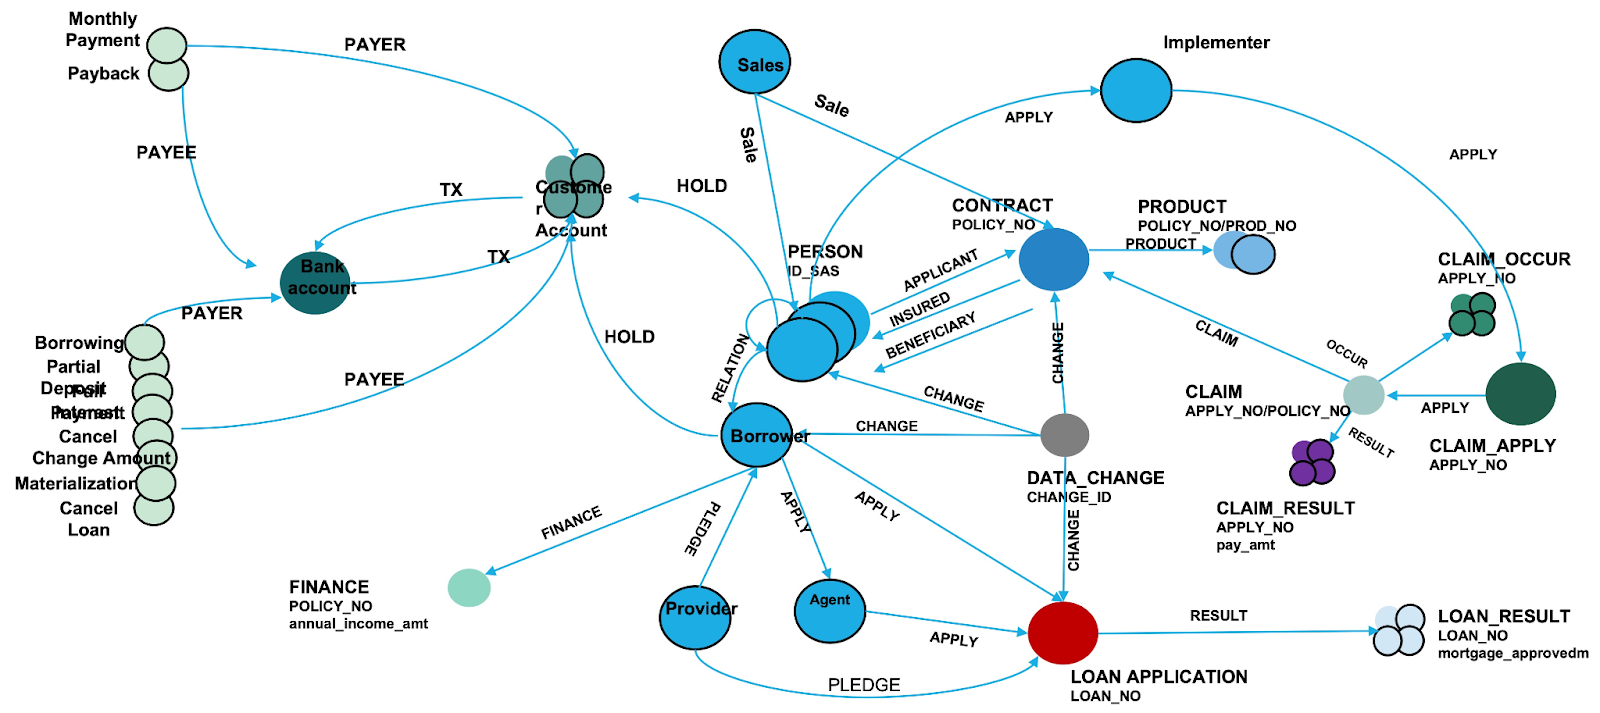 Monthly
Payment
Payback
PAYER
PAYEE
TX
Custome
r
Account
HOLD
Sales
Sale
Sale
Implementer
APPLY
APPLY
CONTRACT
POLICY_NO
PRODUCT
POLICY_NO/PROD_NO
PRODUCT
PERSON
ID_SAS
APPLICANT
INSURED
BENEFICIARY
CLAIM_OCCUR
APPLY_NO
Bank
account
TX
PAYER
HOLD
RELATION
CHANGE
CHANGE
CLAIM
OCCUR
CLAIM
APPLY_NO/POLICY_NO
APPLY
CLAIM_APPLY
APPLY_NO
RESULT
CLAIM_RESULT
APPLY_NO
pay_amt
Borrowing
Partial
Deposit
Full
Payment
Interest
Cancel
Change Amount
Materialization
Cancel
Loan
PAYEE
Borrower
CHANGE
DATA_CHANGE
CHANGE_ID
CHANGE
FINANCE
PLEDGE
APPLY
APPLY
FINANCE
POLICY_NO
annual_income_amt
Provider
Agent
APPLY
PLEDGE
LOAN APPLICATION
LOAN_NO
RESULT
LOAN_RESULT
LOAN_NO
mortgage_approvedm